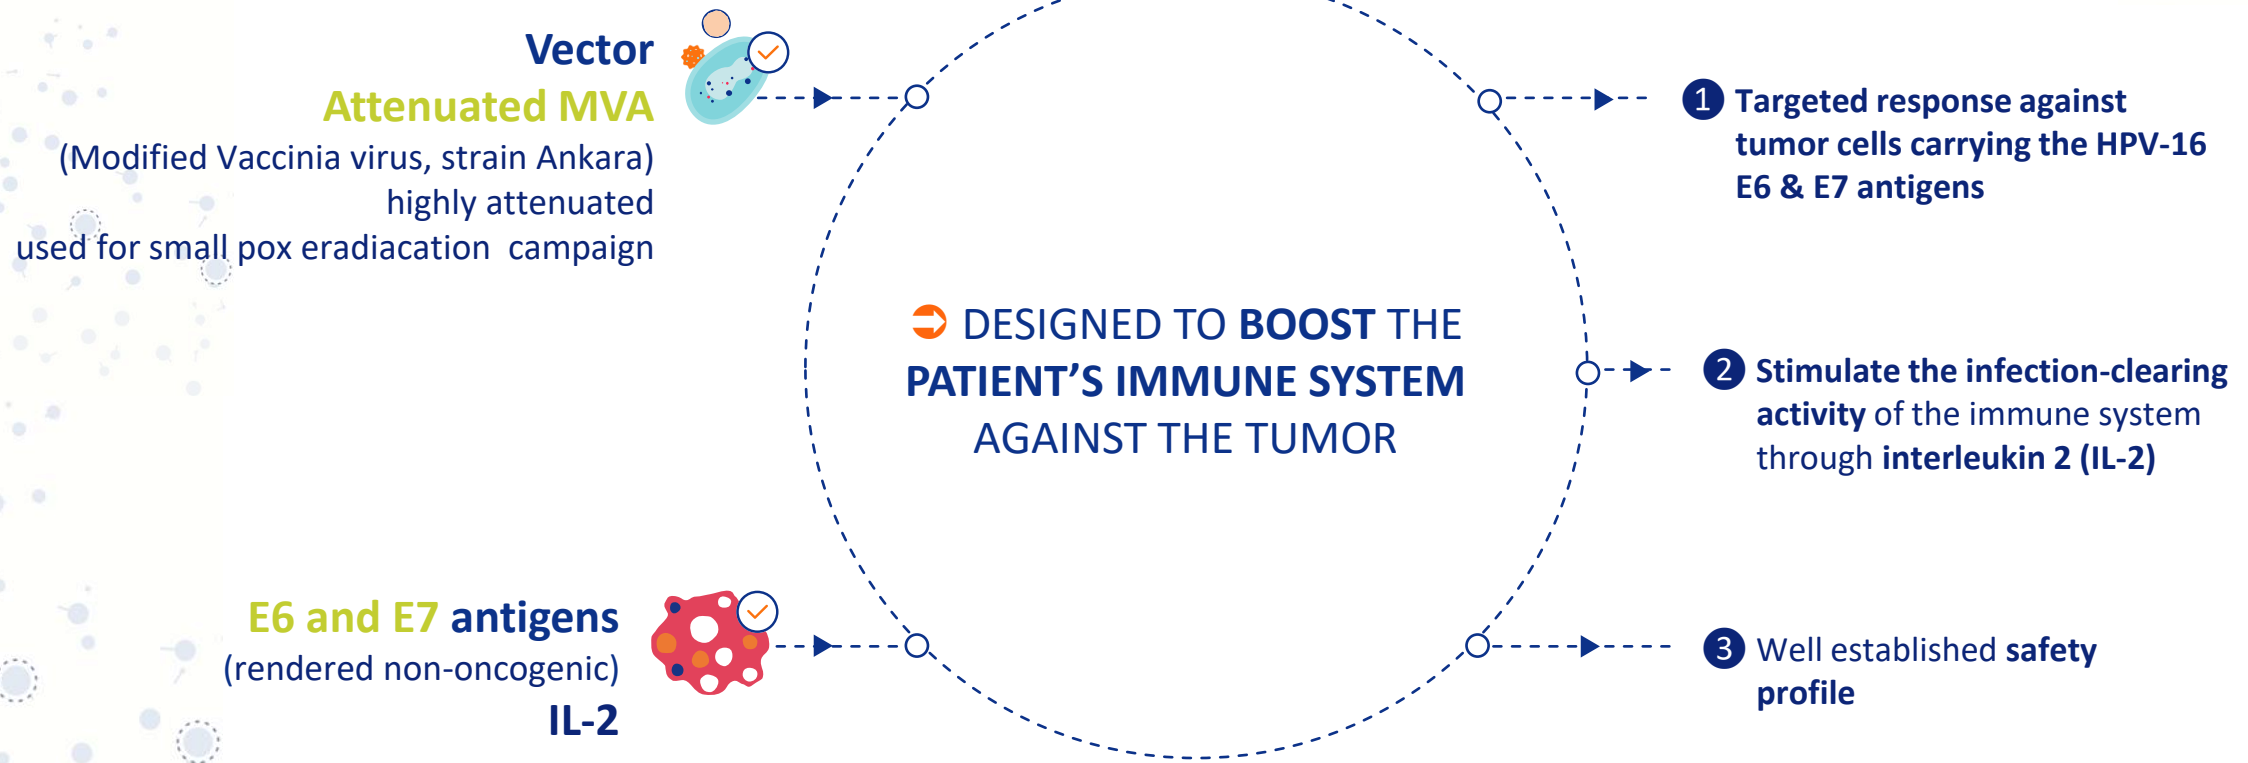 Vector
Attenuated MVA
(Modified Vaccinia virus, strain Ankara)
highly attenuated
used for small pox eradiacation  campaign
E6 and E7 antigens
(rendered non-oncogenic)
IL-2
➲ DESIGNED TO BOOST THE
PATIENT’S IMMUNE SYSTEM
AGAINST THE TUMOR
❶ Targeted response against
tumor cells carrying the HPV-16
E6 & E7 antigens
❷ Stimulate the infection-clearing
activity of the immune system
through interleukin 2 (IL-2)
❸ Well established safety
profile